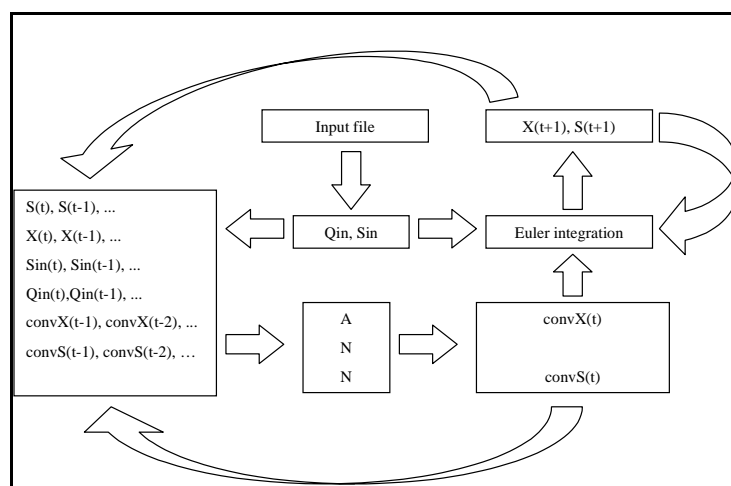 Input file
X(t+1), S(t+1)
S(t), S(t-1), ...
X(t), X(t-1), ...
Sin(t), Sin(t-1), ...
Qin(t),Qin(t-1), ...
convX(t-1), convX(t-2), ...
convS(t-1), convS(t-2), …
Qin, Sin
Euler integration
A
N
N
convX(t)
convS(t)